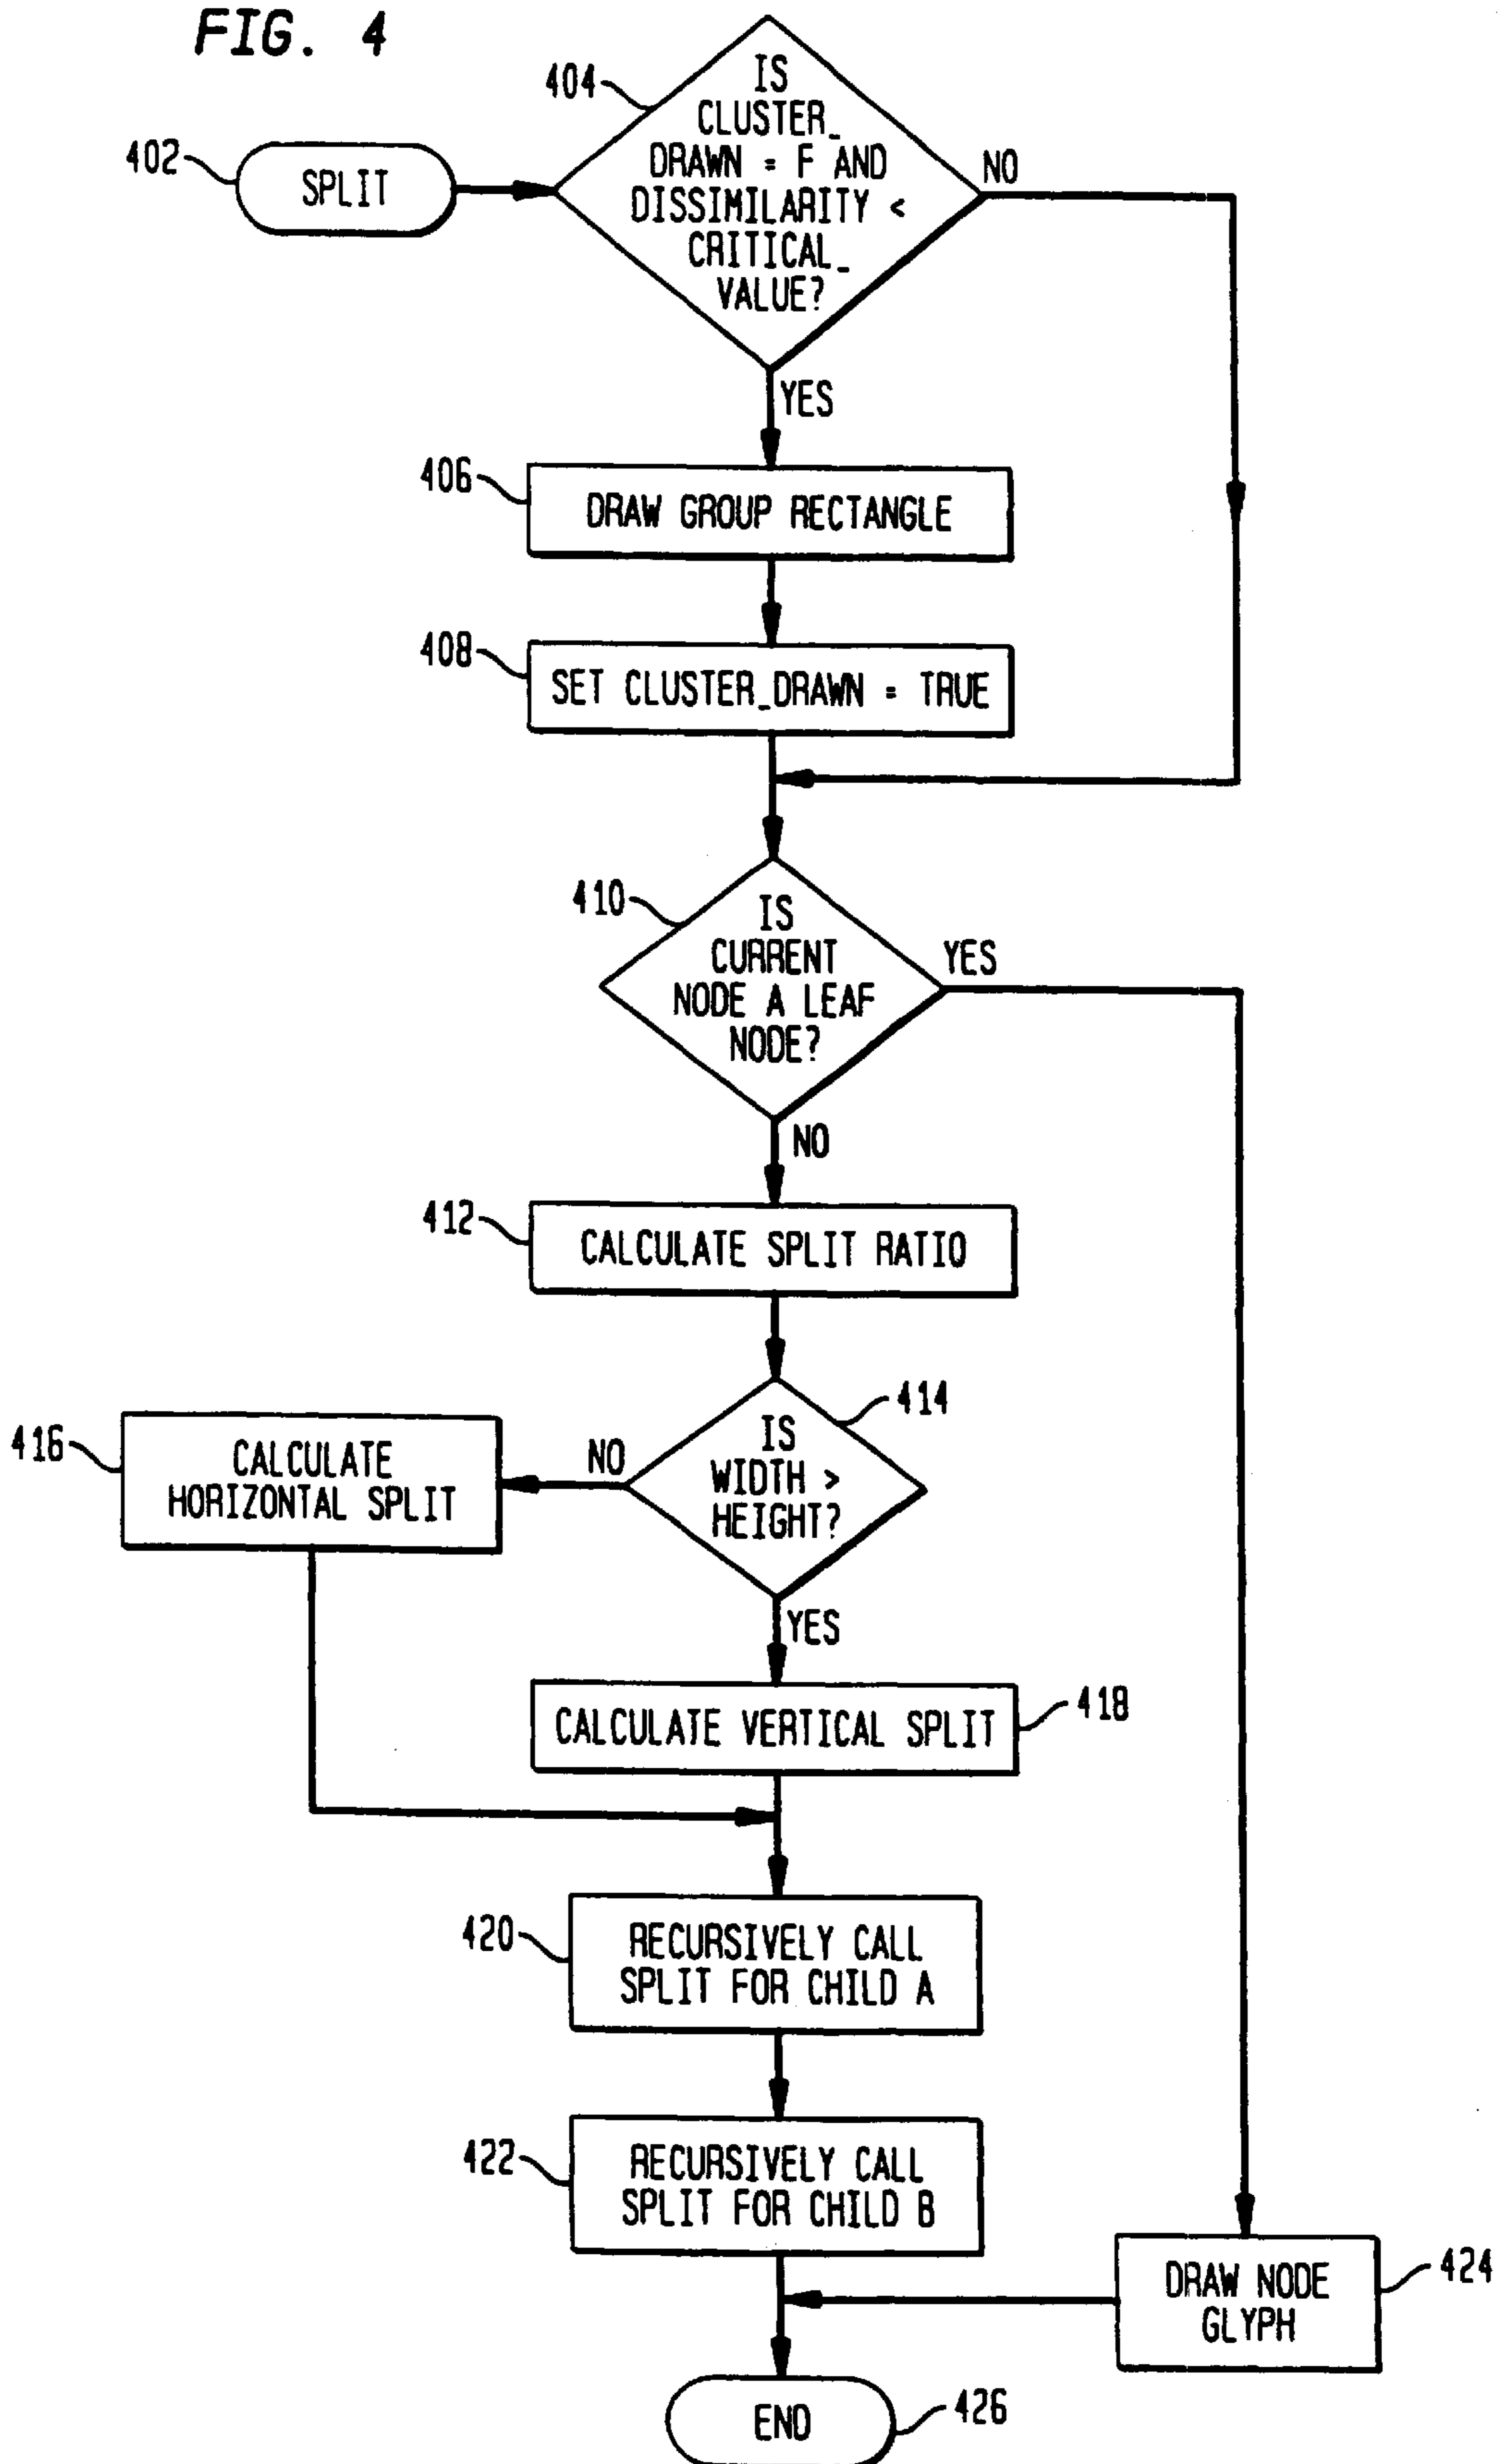 FIG. 4
404
IS
CLUSTER_
DRAWN = F AND
DISSIMILARITY <
CRITICAL_
VALUE?
NO
402
SPLIT
YES
406
DRAW GROUP RECTANGLE
408
SET CLUSTER_DRAWN = TRUE
410
IS
CURRENT
NODE A LEAF
NODE?
YES
NO
412
CALCULATE SPLIT RATIO
414
IS
WIDTH >
HEIGHT?
NO
416
CALCULATE
HORIZONTAL SPLIT
YES
CALCULATE VERTICAL SPLIT
418
420
RECURSIVELY CALL
SPLIT FOR CHILD A
422
RECURSIVELY CALL
SPLIT FOR CHILD B
DRAW NODE
GLYPH
424
END
426